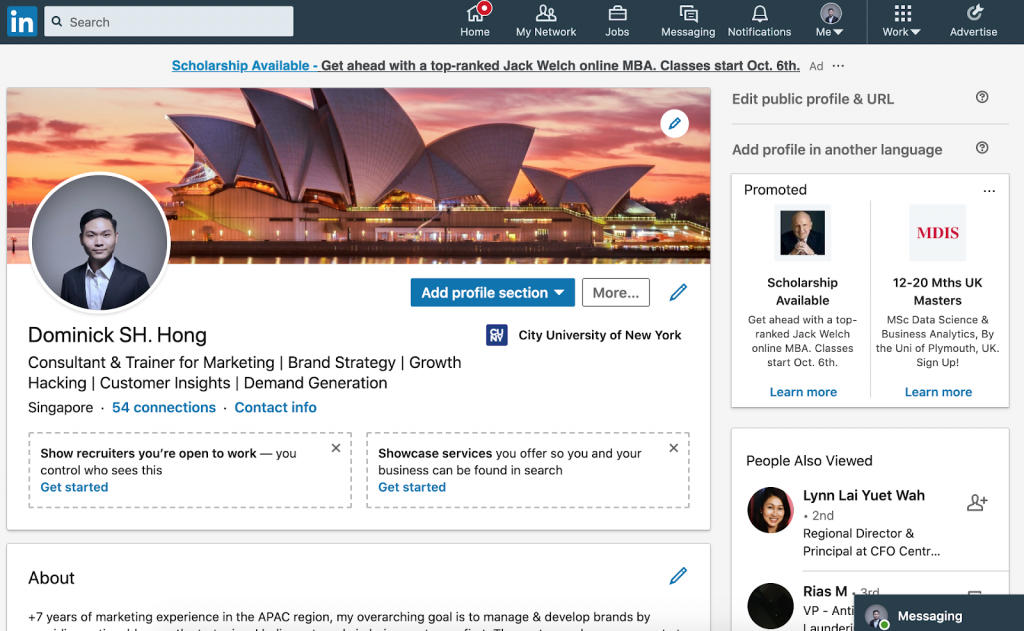 in
Search
Home
My Network
Jobs
Messaging
Notifications
Me
Work
Advertise
Scholarship Available - Get ahead with a top-ranked Jack Welch online MBA. Classes start Oct. 6th. Ad ...
Edit public profile & URL
Add profile in another language
Add profile section
More...
Dominick SH. Hong
CU
NY
City University of New York
Consultant & Trainer for Marketing | Brand Strategy | Growth
Hacking | Customer Insights | Demand Generation
Singapore · 54 connections · Contact info
Show recruiters you're open to work — you
control who sees this
Get started
Showcase services you offer so you and your
business can be found in search
Get started
About
+7 years of marketing experience in the APAC region, my overarching goal is to manage & develop brands by
Promoted
...
Scholarship
Available
Get ahead with a top-
ranked Jack Welch
online MBA. Classes
start Oct. 6th.
Learn more
MDIS
12-20 Mths UK
Masters
MSc Data Science &
Business Analytics, By
the Uni of Plymouth, UK.
Sign Up!
Learn more
People Also Viewed
Lynn Lai Yuet Wah
• 2nd
Regional Director &
Principal at CFO Centr...
Rias M • 3rd
VP - Anti
Launderi
Messaging